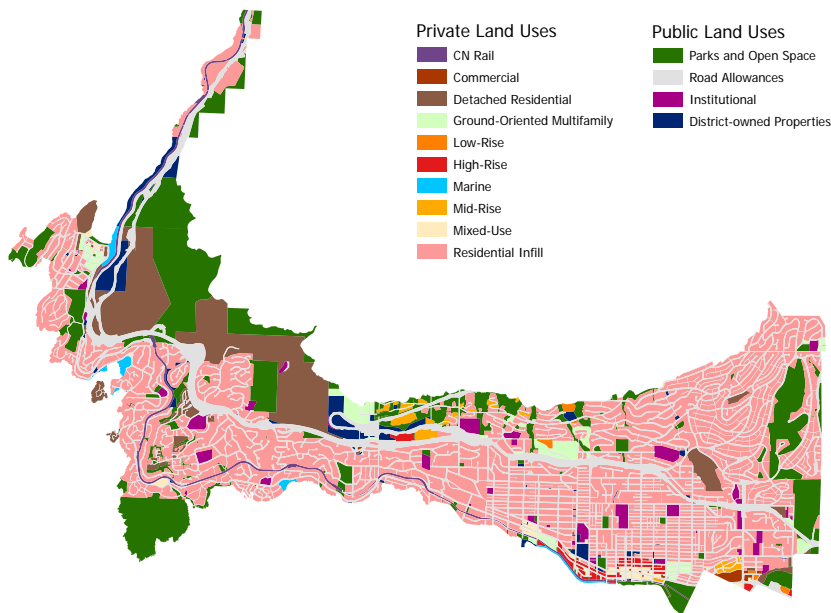 Private Land Uses
CN Rail
Commercial
Detached Residential
Ground-Oriented Multifamily
Low-Rise
High-Rise
Marine
Mid-Rise
Mixed-Use
Residential Infill
Public Land Uses
Parks and Open Space
Road Allowances
Institutional
District-owned Properties